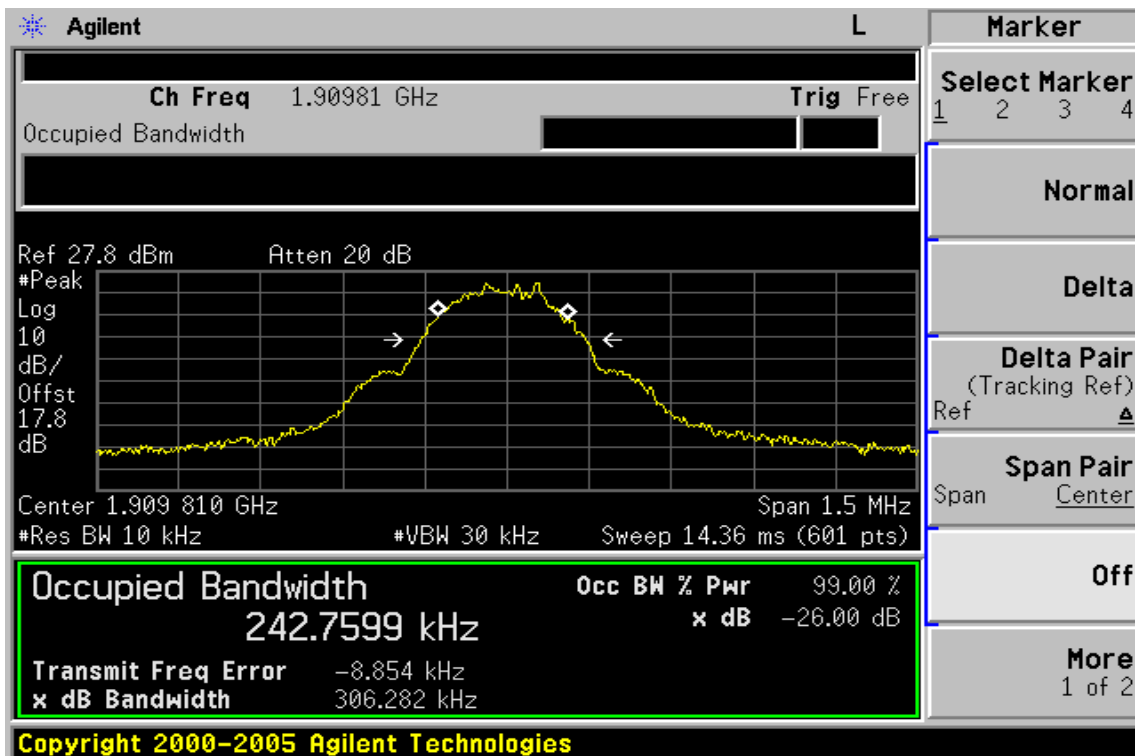 Agilent L
Marker
Ch Freq 1.90981 GHz Trig Free
Occupied Bandwidth
Select Marker
1 2 3 4
Normal
Delta
Delta Pair
(Tracking Ref)
Ref Δ
Span Pair
Span Center
Off
More
1 of 2
Ref 27.8 dBm Atten 20 dB
#Peak
Log
10
dB/
Offst
17.8
dB
Center 1.909 810 GHz Span 1.5 MHz
#Res BW 10 kHz #VBW 30 kHz Sweep 14.36 ms (601 pts)
Occupied Bandwidth Occ BW % Pwr 99.00 %
242.7599 kHz x dB -26.00 dB
Transmit Freq Error -8.854 kHz
x dB Bandwidth 306.282 kHz
Copyright 2000-2005 Agilent Technologies